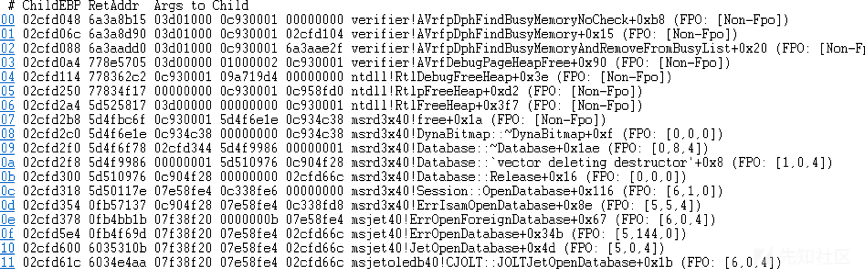 # ChildEBP RetAddr  Args to Child
00 02cfd048 6a3a8b15 03d01000 0c930001 00000000 verifier!AVrfpDphFindBusyMemoryNoCheck+0xb8 (FPO: [Non-Fpo])
01 02cfd06c 6a3a8d90 03d01000 0c930001 02cfd104 verifier!AVrfpDphFindBusyMemory+0x15 (FPO: [Non-Fpo])
02 02cfd088 6a3aadd0 03d01000 0c930001 6a3aae2f verifier!AVrfpDphFindBusyMemoryAndRemoveFromBusyList+0x20 (FPO: [Non-Fp
03 02cfd0a4 778e5705 03d00000 01000002 0c930001 verifier!AVrfDebugPageHeapFree+0x90 (FPO: [Non-Fpo])
04 02cfd114 778362c2 0c930001 09a719d4 00000000 ntdll!RtlDebugFreeHeap+0x3e (FPO: [Non-Fpo])
05 02cfd250 77834f17 00000000 0c930001 0c958fd0 ntdll!RtlpFreeHeap+0xd2 (FPO: [Non-Fpo])
06 02cfd2a4 5d525817 03d00000 00000000 0c930001 ntdll!RtlFreeHeap+0x3f7 (FPO: [Non-Fpo])
07 02cfd2b8 5d4fbc6f 0c930001 5d4f6e1e 0c934c38 msrd3x40!free+0x1a (FPO: [Non-Fpo])
08 02cfd2c0 5d4f6e1e 0c934c38 00000000 0c934c38 msrd3x40!DynaBitmap::~DynaBitmap+0xf (FPO: [0,0,0])
09 02cfd2f0 5d4f6f78 02cfd344 5d4f9986 00000001 msrd3x40!Database::~Database+0x1ae (FPO: [0,8,4])
0a 02cfd2f8 5d4f9986 00000001 5d510976 0c904f28 msrd3x40!Database::`vector deleting destructor'+0x8 (FPO: [1,0,4])
0b 02cfd300 5d510976 0c904f28 00000000 02cfd66c msrd3x40!Database::Release+0x16 (FPO: [0,0,0])
0c 02cfd318 5d50117e 07e58fe4 0c338fe6 00000000 msrd3x40!Session::OpenDatabase+0x116 (FPO: [6,1,0])
0d 02cfd354 0fb57137 0c904f28 07e58fe4 0c338fd8 msrd3x40!ErrIsamOpenDatabase+0x8e (FPO: [5,5,4])
0e 02cfd378 0fb4bb1b 07f38f20 0000000b 07e58fe4 msjet40!ErrOpenForeignDatabase+0x67 (FPO: [6,0,4])
0f 02cfd5e4 0fb4f69d 07f38f20 07e58fe4 02cfd66c msjet40!ErrOpenDatabase+0x34b (FPO: [5,144,0])
10 02cfd600 6035310b 07f38f20 07e58fe4 02cfd66c msjet40!JetOpenDatabase+0x4d (FPO: [5,0,4])
11 02cfd61c 6034e4aa 07f38f20 07e58fe4 02cfd66c msjetoledb40!CJOLT::JOLTJetOpenDatabase+0x1b (FPO: [6,0,4])
先知社区